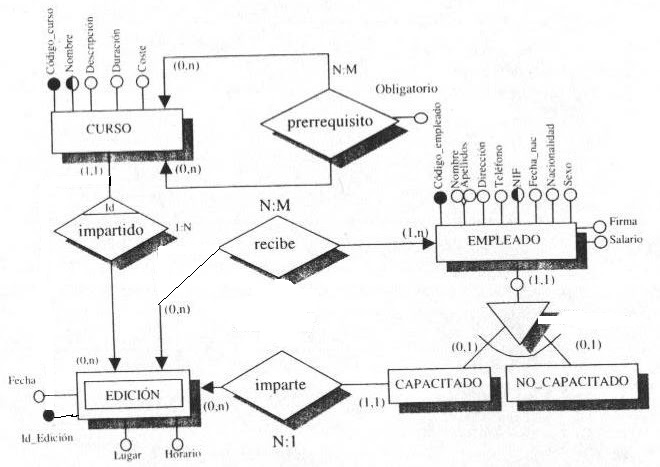 Código_curso
Nombre
Descripción
Duración
Coste
(0,n)
N:M
Obligatorio
CURSO
prerrequisito
(1,1)
(0,n)
Código_empleado
Nombre
Apellidos
Dirección
Teléfono
NIF
Fecha_nac
Nacionalidad
Sexo
Id
impartido
1:N
N:M
recibe
(1,n)
EMPLEADO
Firma
Salario
(1,1)
(0,n)
(0,1)
(0,1)
(0,n)
Fecha
EDICIÓN
(0,n)
imparte
(1,1)
CAPACITADO
NO_CAPACITADO
Id_Edición
Lugar
Horario
N:1